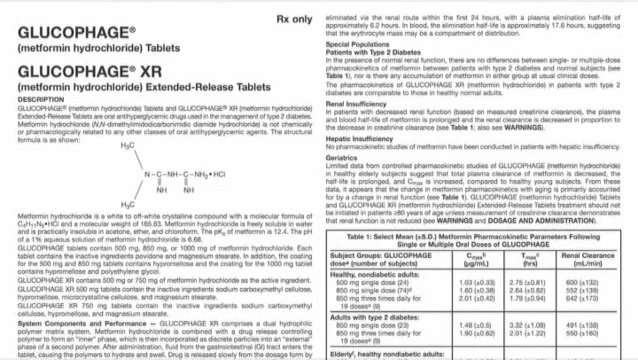 Rx only
GLUCOPHAGE®
(metformin hydrochloride) Tablets
GLUCOPHAGE® XR
(metformin hydrochloride) Extended-Release Tablets
DESCRIPTION
GLUCOPHAGE® (metformin hydrochloride) Tablets and GLUCOPHAGE® XR (metformin hydrochloride)
Extended-Release Tablets are oral antihyperglycemic drugs used in the management of type 2 diabetes.
Metformin hydrochloride (N,N-dimethylimidodicarbonimidic diamide hydrochloride) is not chemically
or pharmacologically related to any other classes of oral antihyperglycemic agents. The structural
formula is as shown:
H₃C
N–C–NH–C–NH₂ • HCl
NH NH
H₃C
Metformin hydrochloride is a white to off-white crystalline compound with a molecular formula of
C₄H₁₁N₅•HCl and a molecular weight of 165.63. Metformin hydrochloride is freely soluble in water
and is practically insoluble in acetone, ether, and chloroform. The pKₐ of metformin is 12.4. The pH
of a 1% aqueous solution of metformin hydrochloride is 6.68.
GLUCOPHAGE tablets contain 500 mg, 850 mg, or 1000 mg of metformin hydrochloride. Each
tablet contains the inactive ingredients povidone and magnesium stearate. In addition, the coating
for the 500 mg and 850 mg tablets contains hypromellose and the coating for the 1000 mg tablet
contains hypromellose and polyethylene glycol.
GLUCOPHAGE XR contains 500 mg or 750 mg of metformin hydrochloride as the active ingredient.
GLUCOPHAGE XR 500 mg tablets contain the inactive ingredients sodium carboxymethyl cellulose,
hypromellose, microcrystalline cellulose, and magnesium stearate.
GLUCOPHAGE XR 750 mg tablets contain the inactive ingredients sodium carboxymethyl
cellulose, hypromellose, and magnesium stearate.
System Components and Performance — GLUCOPHAGE XR comprises a dual hydrophilic
polymer matrix system. Metformin hydrochloride is combined with a drug release controlling
polymer to form an "inner" phase, which is then incorporated as discrete particles into an "external"
phase of a second polymer. After administration, fluid from the gastrointestinal (GI) tract enters the
tablet, causing the polymers to hydrate and swell. Drug is released slowly from the dosage form by
eliminated via the renal route within the first 24 hours, with a plasma elimination half-life of
approximately 6.2 hours. In blood, the elimination half-life is approximately 17.6 hours, suggesting
that the erythrocyte mass may be a compartment of distribution.
Special Populations
Patients with Type 2 Diabetes
In the presence of normal renal function, there are no differences between single- or multiple-dose
pharmacokinetics of metformin between patients with type 2 diabetes and normal subjects (see
Table 1), nor is there any accumulation of metformin in either group at usual clinical doses.
The pharmacokinetics of GLUCOPHAGE XR (metformin hydrochloride) in patients with type 2
diabetes are comparable to those in healthy normal adults.
Renal Insufficiency
In patients with decreased renal function (based on measured creatinine clearance), the plasma
and blood half-life of metformin is prolonged and the renal clearance is decreased in proportion to
the decrease in creatinine clearance (see Table 1; also see WARNINGS).
Hepatic Insufficiency
No pharmacokinetic studies of metformin have been conducted in patients with hepatic insufficiency.
Geriatrics
Limited data from controlled pharmacokinetic studies of GLUCOPHAGE (metformin hydrochloride)
in healthy elderly subjects suggest that total plasma clearance of metformin is decreased, the
half-life is prolonged, and Cmax is increased, compared to healthy young subjects. From these
data, it appears that the change in metformin pharmacokinetics with aging is primarily accounted
for by a change in renal function (see Table 1). GLUCOPHAGE (metformin hydrochloride) Tablets
and GLUCOPHAGE XR (metformin hydrochloride) Extended-Release Tablets treatment should not
be initiated in patients ≥80 years of age unless measurement of creatinine clearance demonstrates
that renal function is not reduced (see WARNINGS and DOSAGE AND ADMINISTRATION).
Table 1: Select Mean (±S.D.) Metformin Pharmacokinetic Parameters Following
Single or Multiple Oral Doses of GLUCOPHAGE
Subject Groups: GLUCOPHAGE Cmaxᵇ Tmaxᶜ Renal Clearance
doseᵃ (number of subjects) (µg/mL) (hrs) (mL/min)
Healthy, nondiabetic adults:
500 mg single dose (24) 1.03 (±0.33) 2.75 (±0.81) 600 (±132)
850 mg single dose (74)ᵈ 1.60 (±0.38) 2.64 (±0.82) 552 (±139)
850 mg three times daily for 2.01 (±0.42) 1.79 (±0.94) 642 (±173)
19 dosesᵉ (9)
Adults with type 2 diabetes:
850 mg single dose (23) 1.48 (±0.5) 3.32 (±1.08) 491 (±138)
850 mg three times daily for 1.90 (±0.62) 2.01 (±1.22) 550 (±160)
19 dosesᵉ (9)
Elderlyᶠ, healthy nondiabetic adults: